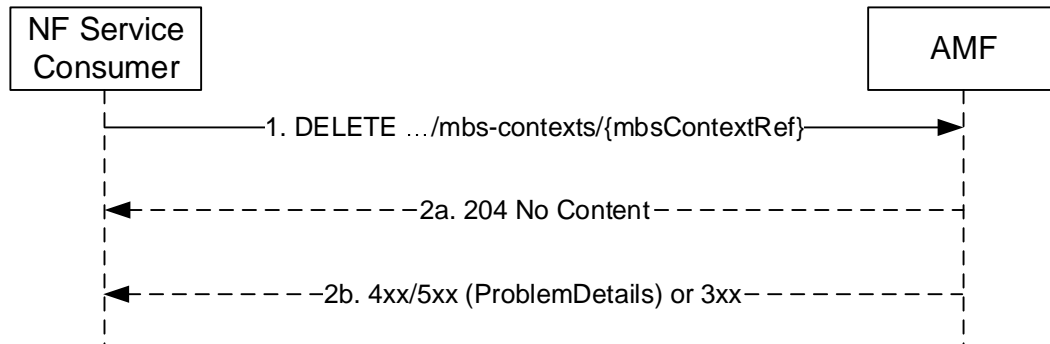 NF Service
Consumer
AMF
1. DELETE …/mbs-contexts/{mbsContextRef}
2a. 204 No Content
2b. 4xx/5xx (ProblemDetails) or 3xx